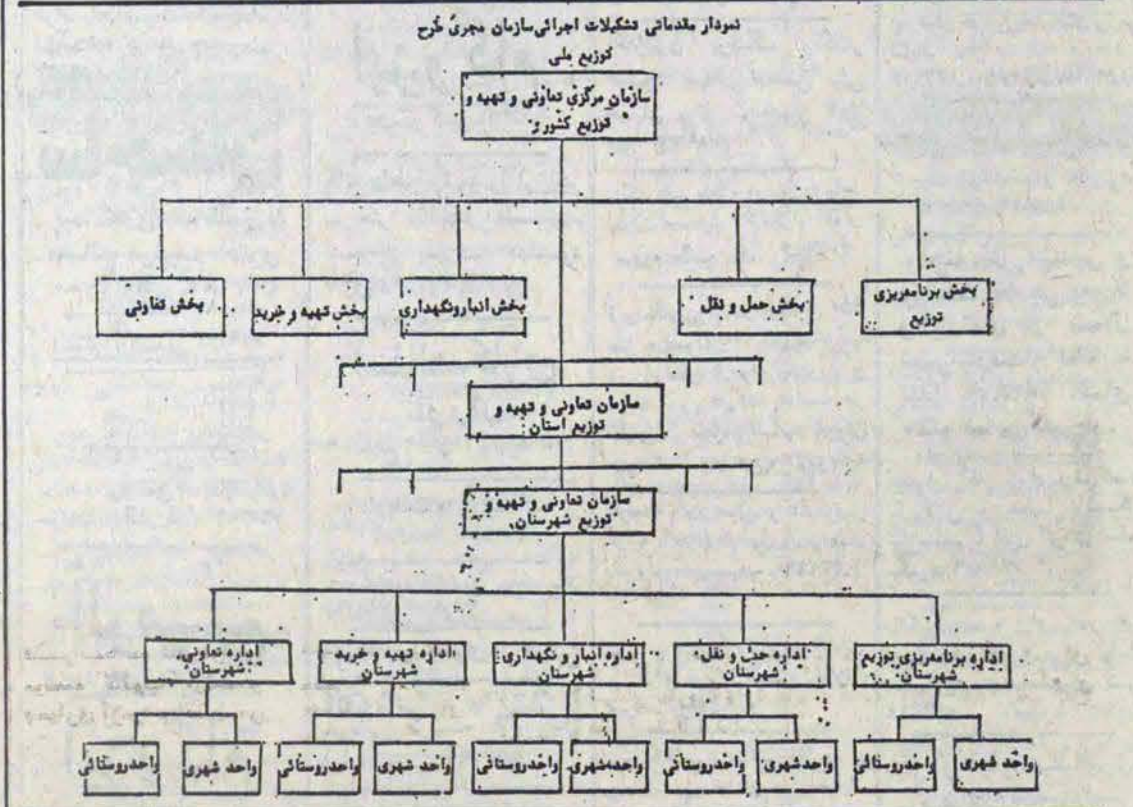 نمودار مقدماتی تشکیلات اجرائی سازمان مجری طرح
توزیع ملی
سازمان مرکزی تعاونی و تهیه و
توزیع کشور و
بخش برنامه‌ریزی
توزیع
بخش حمل و نقل
بخش انبار ونگهداری
بخش تهیه و خرید
بخش تعاونی
سازمان تعاونی و تهیه و
توزیع استان
سازمان تعاونی و تهیه و
توزیع شهرستان
اداره برنامه‌ریزی توزیع
شهرستان
اداره حمل و نقل
شهرستان
اداره انبار و نگهداری
شهرستان
اداره تهیه و خرید
شهرستان
اداره تعاونی
شهرستان
واحد شهری
واحد روستائی
واحد شهری
واحد روستائی
واحد شهری
واحد روستائی
واحد شهری
واحد روستائی
واحد شهری
واحد روستائی